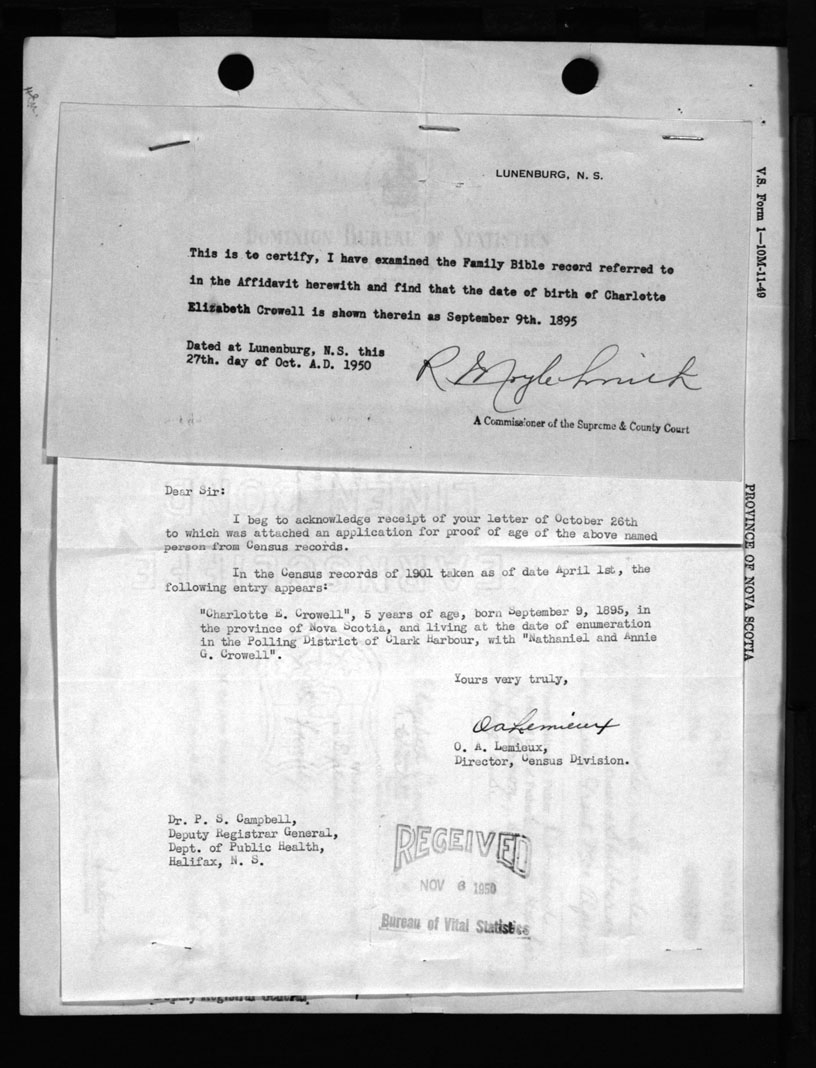 LUNENBURG, N. S.
DOMINION BUREAU OF STATISTICS
This is to certify, I have examined the Family Bible record referred to
in the Affidavit herewith and find that the date of birth of Charlotte
Elizabeth Crowell is shown therein as September 9th. 1895
Dated at Lunenburg, N.S. this
27th. day of Oct. A.D. 1950
A Commissioner of the Supreme & County Court
Dear Sir:
I beg to acknowledge receipt of your letter of October 26th
to which was attached an application for proof of age of the above named
person from Census records.
In the Census records of 1901 taken as of date April 1st, the
following entry appears:
"Charlotte E. Crowell", 5 years of age, born September 9, 1895, in
the province of Nova Scotia, and living at the date of enumeration
in the Polling District of Clark Harbour, with "Nathaniel and Annie
G. Crowell".
Yours very truly,
OALemieux
O. A. Lemieux,
Director, Census Division.
Dr. P. S. Campbell,
Deputy Registrar General,
Dept. of Public Health,
Halifax, N. S.
RECEIVED
NOV 6 1950
Bureau of Vital Statistics
Deputy Registrar General.
V.S. Form 1—10M-11-49
PROVINCE OF NOVA SCOTIA